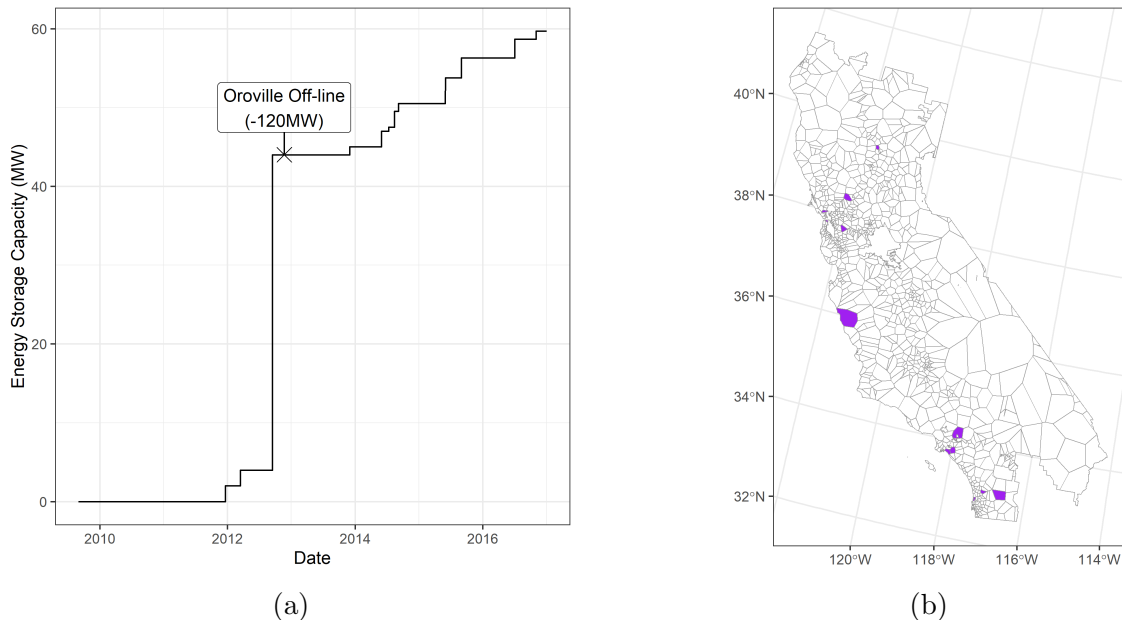 60
40
20
0
Energy Storage Capacity (MW)
Oroville Off-line
(-120MW)
2010
2012
2014
2016
Date
(a)
40°N
38°N
36°N
34°N
32°N
120°W
118°W
116°W
114°W
(b)